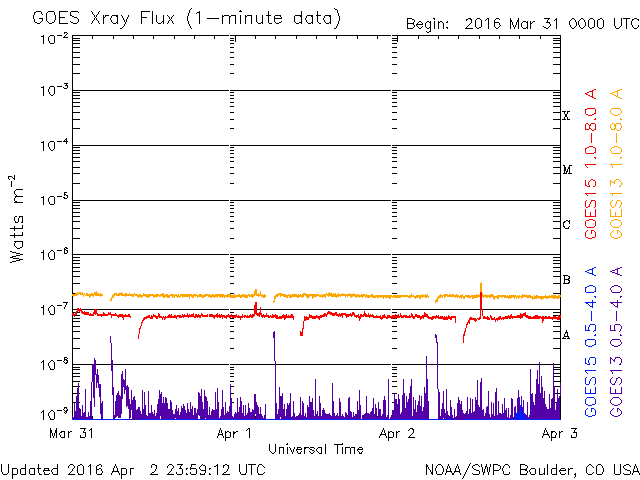 GOES Xray Flux (1-minute data)
Begin: 2016 Mar 31 0000 UTC
10-2
10-3
10-4
10-5
10-6
10-7
10-8
10-9
Watts m-2
X
M
C
B
A
GOES15 1.0-8.0 A
GOES13 1.0-8.0 A
GOES15 0.5-4.0 A
GOES13 0.5-4.0 A
Mar 31
Apr 1
Apr 2
Apr 3
Universal Time
Updated 2016 Apr 2 23:59:12 UTC
NOAA/SWPC Boulder, CO USA